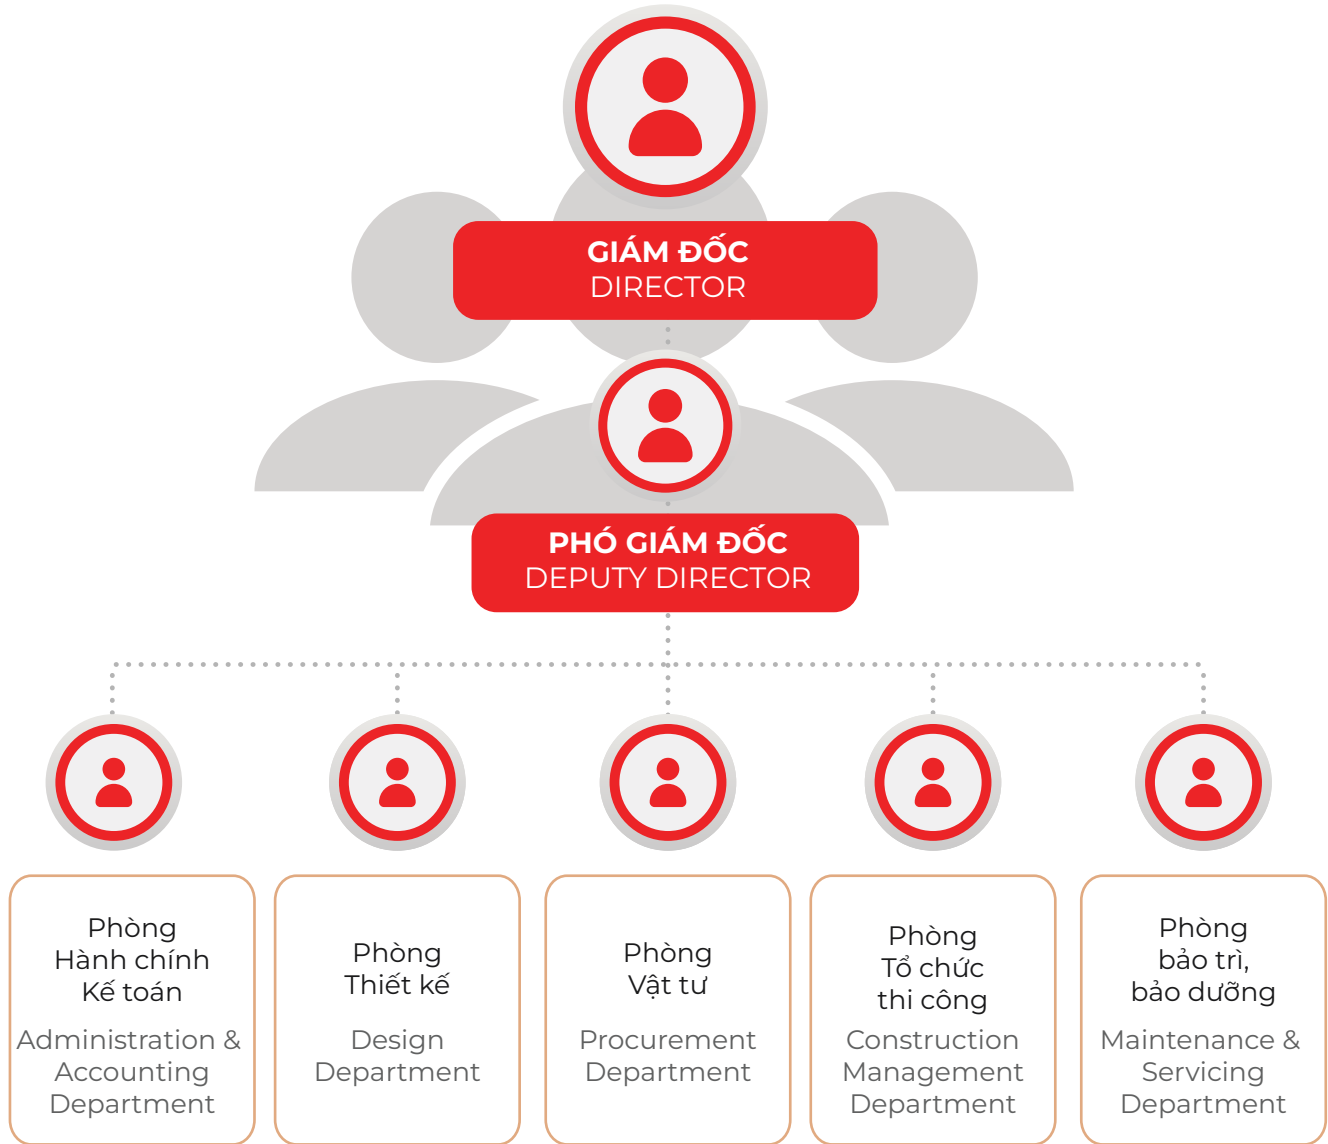 GIÁM ĐỐC
DIRECTOR
PHÓ GIÁM ĐỐC
DEPUTY DIRECTOR
Phòng
Hành chính
Kế toán
Administration &
Accounting
Department
Phòng
Thiết kế
Design
Department
Phòng
Vật tư
Procurement
Department
Phòng
Tổ chức
thi công
Construction
Management
Department
Phòng
bảo trì,
bảo dưỡng
Maintenance &
Servicing
Department